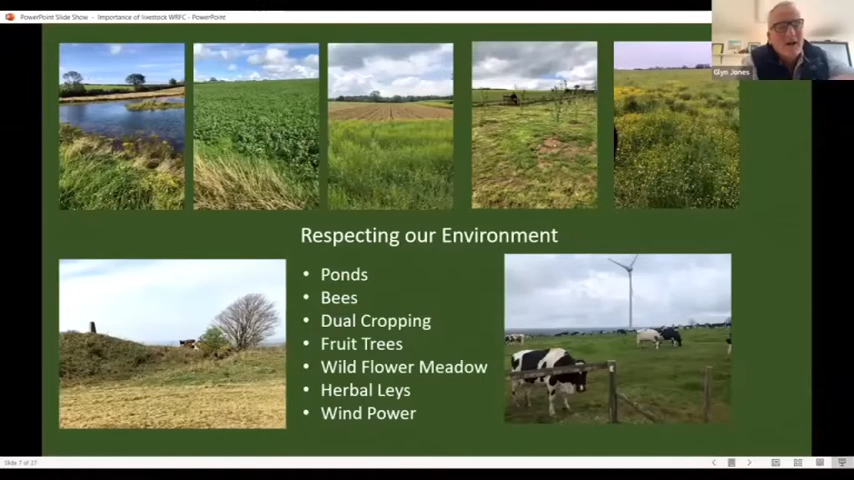 PowerPoint Slide Show - Importance of livestock WRFC - PowerPoint
Glyn Jones
Respecting our Environment
• Ponds
• Bees
• Dual Cropping
• Fruit Trees
• Wild Flower Meadow
• Herbal Leys
• Wind Power
Slide 7 of 27